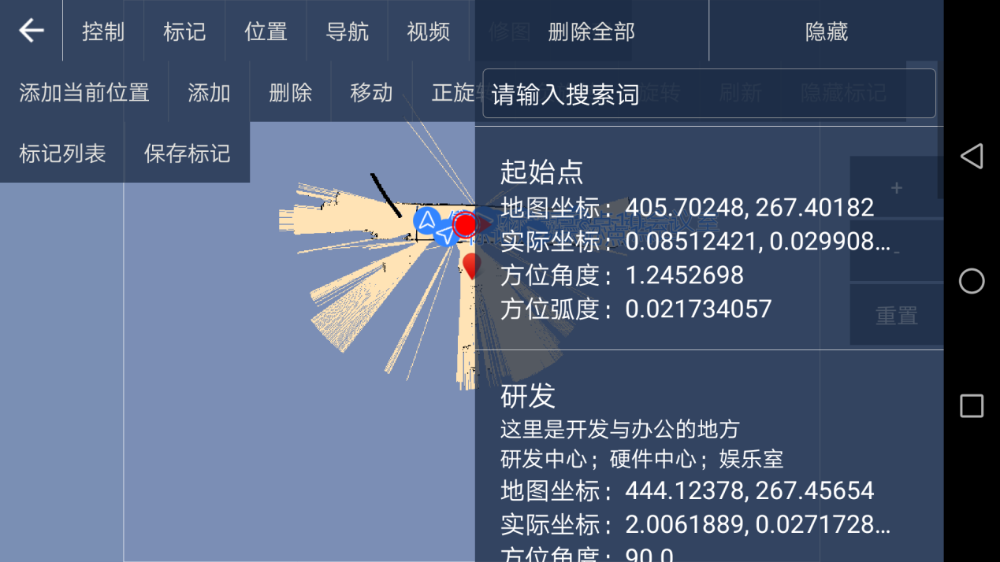 控制 标记 位置 导航 视频 修图 删除全部 隐藏
添加当前位置 添加 删除 移动 正旋转 旋转 刷新 隐藏标记
请输入搜索词
标记列表 保存标记
起始点
地图坐标：405.70248, 267.40182
实际坐标：0.08512421, 0.029908...
方位角度：1.2452698
方位弧度：0.021734057
+
-
重置
研发
这里是开发与办公的地方
研发中心；硬件中心；娱乐室
地图坐标：444.12378, 267.45654
实际坐标：2.0061889, 0.0271728...
方位角度：90.0